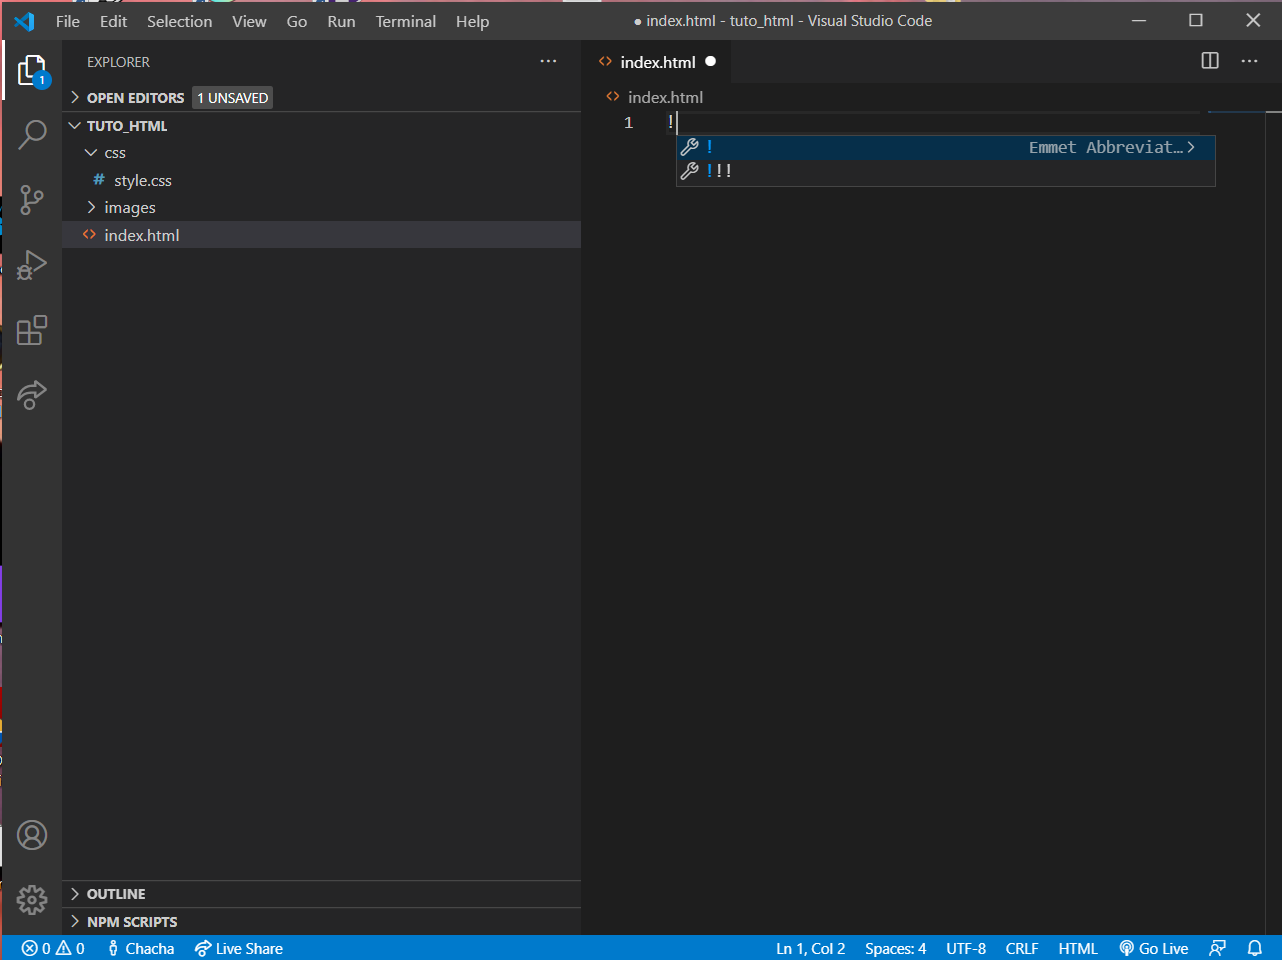 File Edit Selection View Go Run Terminal Help ● index.html - tuto_html - Visual Studio Code
1
EXPLORER
OPEN EDITORS 1 UNSAVED
TUTO_HTML
css
# style.css
images
<> index.html
OUTLINE
NPM SCRIPTS
<> index.html
<> index.html
1 !
! Emmet Abbreviat...
!!!
0 0 Chacha Live Share Ln 1, Col 2 Spaces: 4 UTF-8 CRLF HTML Go Live